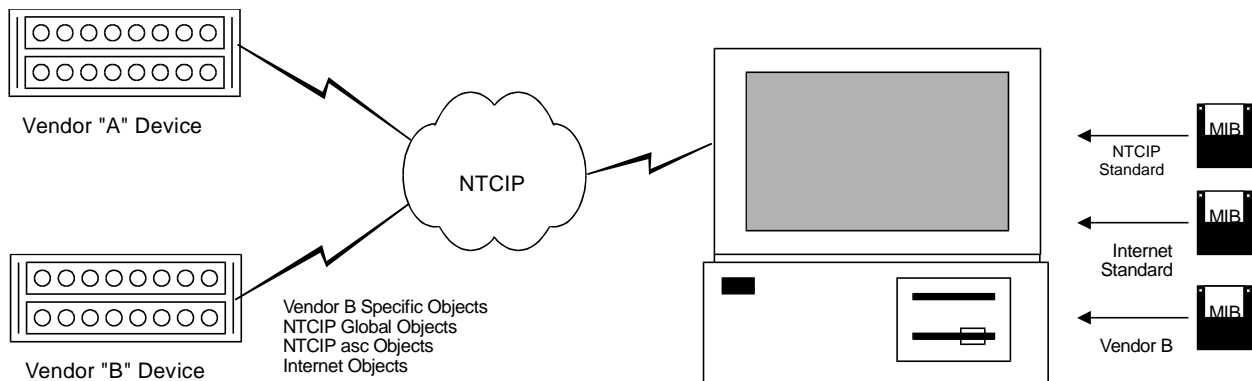 Vendor "A" Device
NTCIP
MIB
NTCIP
Standard
MIB
Internet
Standard
MIB
Vendor B
Vendor B Specific Objects
NTCIP Global Objects
NTCIP asc Objects
Internet Objects
Vendor "B" Device